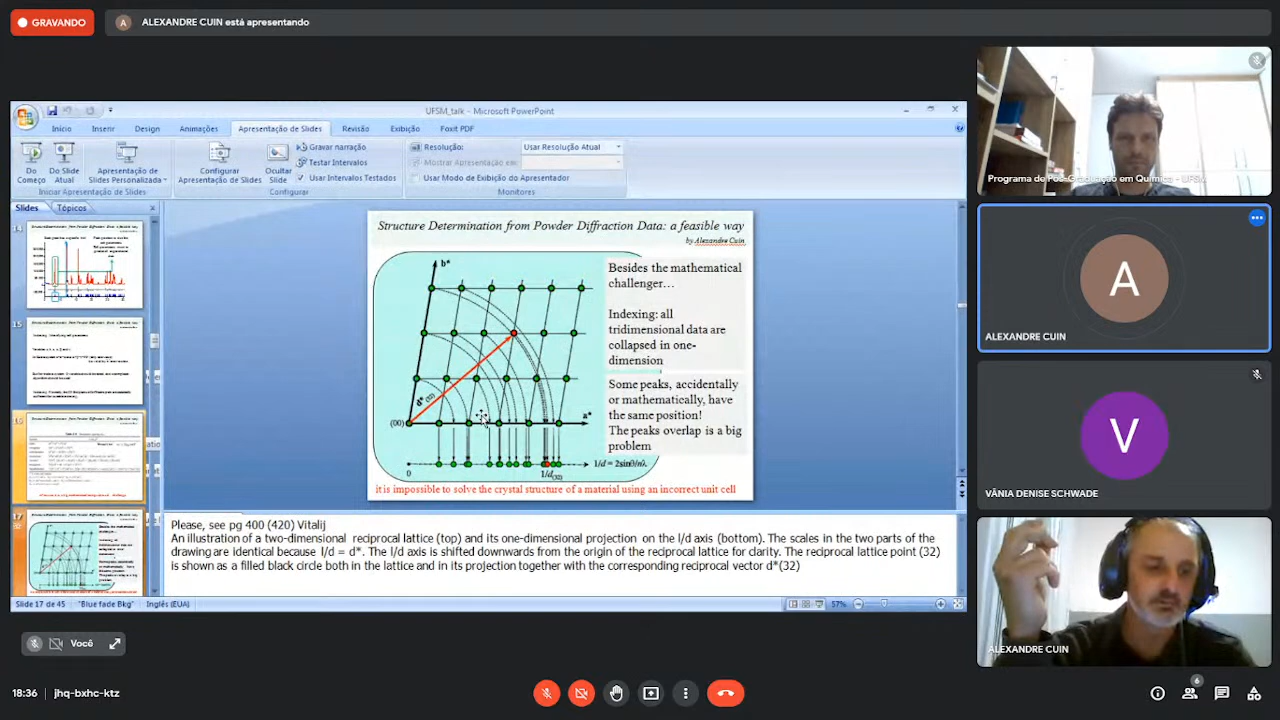 GRAVANDO
A ALEXANDRE CUIN está apresentando
UFSM_talk - Microsoft PowerPoint
Início Inserir Design Animações Apresentação de Slides Revisão Exibição Foxit PDF
Do Começo
Do Slide Atual
Apresentação de Slides Personalizada
Iniciar Apresentação de Slides
Configurar Apresentação de Slides
Ocultar Slide
Gravar narração
Testar Intervalos
Usar Intervalos Testados
Configurar
Resolução: Usar Resolução Atual
Mostrar Apresentação em:
Usar Modo de Exibição do Apresentador
Monitores
Slides Tópicos
14
15
16
17
Structure Determination from Powder Diffraction Data: a feasible way
by Alexandre Cuin
b*
d* (32)
(00)
a*
0
1/d(32)
1/d = 2sinθ/nλ
Besides the mathematical
challenger...
Indexing: all
tridimensional data are
collapsed in one-
dimension
Some peaks, accidentally
or mathematically, have
the same position!
The peaks overlap is a big
problem
it is impossible to solve the crystal structure of a material using an incorrect unit cell
Please, see pg 400 (420) Vitalij
An illustration of a two-dimensional reciprocal lattice (top) and its one-dimensional projection on the I/d axis (bottom). The scales in the two parts of the
drawing are identical because I/d = d*. The I/d axis is shifted downwards from the origin of the reciprocal lattice for clarity. The reciprocal lattice point (32)
is shown as a filled black circle both in the lattice and in its projection together with the corresponding reciprocal vector d*(32)
Slide 17 de 45 "Blue fade Bkg" Inglês (EUA) 57%
Programa de Pós-Graduação em Química - UFSM
A
ALEXANDRE CUIN
V
VÂNIA DENISE SCHWADE
ALEXANDRE CUIN
Você
18:36 jhq-bxhc-ktz
6